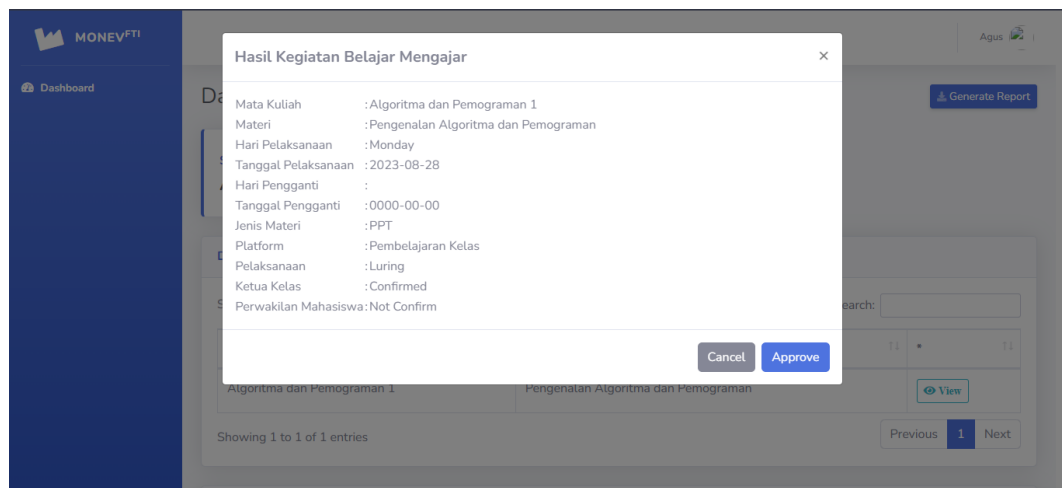 MONEVFTI
Agus
Dashboard
Generate Report
Hasil Kegiatan Belajar Mengajar ×
Mata Kuliah :Algoritma dan Pemograman 1
Materi :Pengenalan Algoritma dan Pemograman
Hari Pelaksanaan :Monday
Tanggal Pelaksanaan :2023-08-28
Hari Pengganti :
Tanggal Pengganti :0000-00-00
Jenis Materi :PPT
Platform :Pembelajaran Kelas
Pelaksanaan :Luring
Ketua Kelas :Confirmed
Perwakilan Mahasiswa:Not Confirm
Cancel Approve
Algoritma dan Pemograman 1 Pengenalan Algoritma dan Pemograman View
Showing 1 to 1 of 1 entries
Previous 1 Next